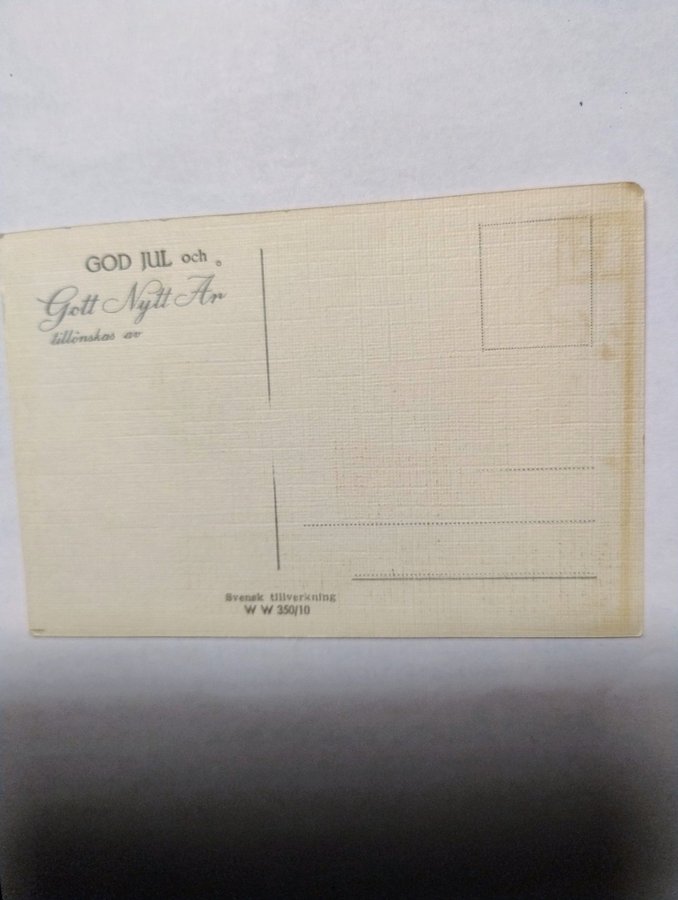 GOD JUL och
Gott Nytt År
tillönskas av
Svensk tillverkning
W W 350/10